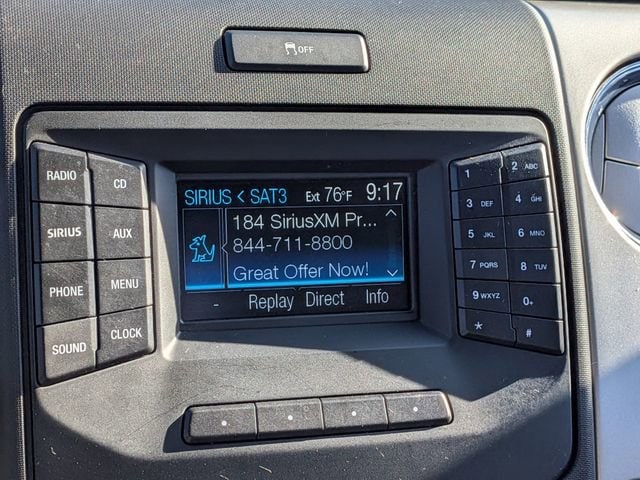 OFF
RADIO
CD
SIRIUS
AUX
PHONE
MENU
SOUND
CLOCK
SIRIUS < SAT3 Ext 76°F 9:17
184 SiriusXM Pr...
844-711-8800
Great Offer Now!
- Replay Direct Info
1
2 ABC
3 DEF
4 GHI
5 JKL
6 MNO
7 PQRS
8 TUV
9 WXYZ
0+
*
#